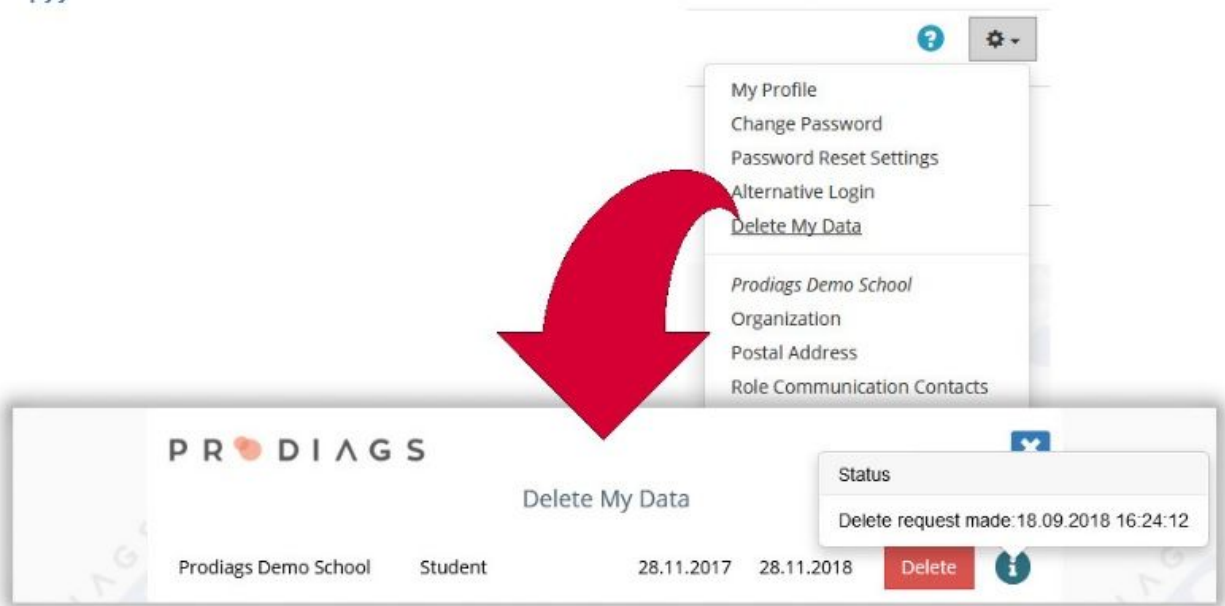 ?
My Profile
Change Password
Password Reset Settings
Alternative Login
Delete My Data
Prodiags Demo School
Organization
Postal Address
Role Communication Contacts
PRODIAGS
Status
Delete My Data
Delete request made:18.09.2018 16:24:12
Prodiags Demo School Student 28.11.2017 28.11.2018 Delete i